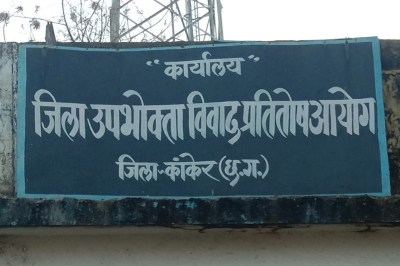 "कार्यालय"
जिला उपभोक्ता विवाद प्रतितोष आयोग
जिला-कांकेर (छ.ग.)